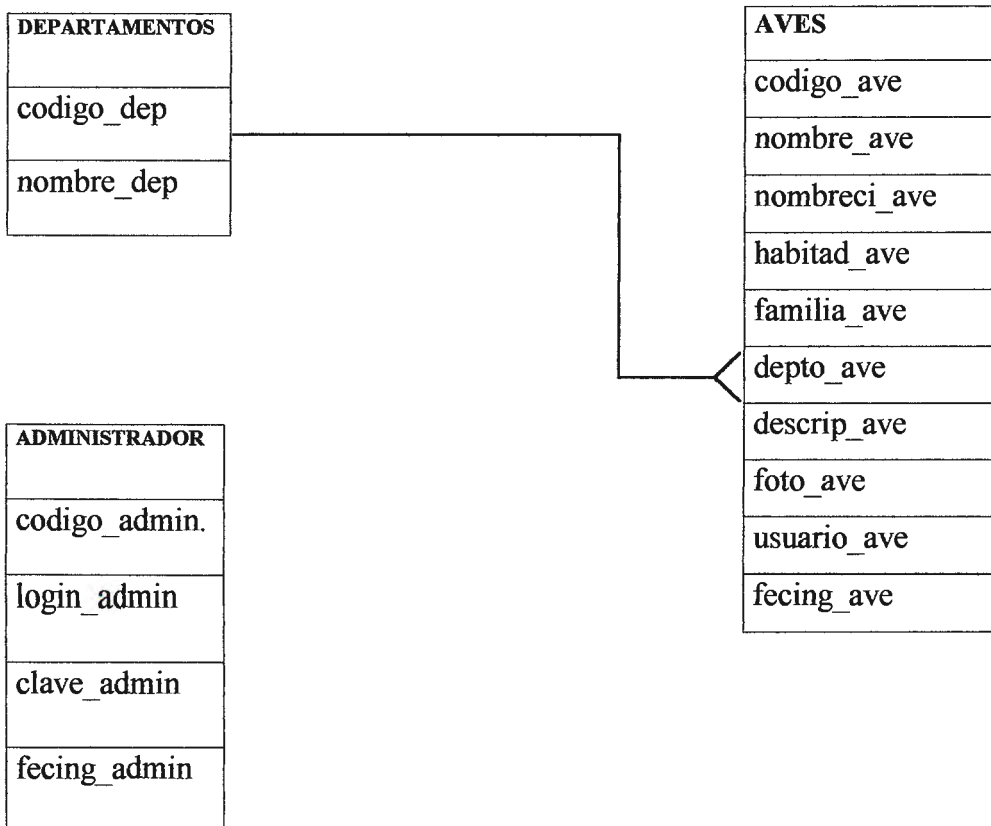 DEPARTAMENTOS
codigo_dep
nombre_dep
AVES
codigo_ave
nombre_ave
nombreci_ave
habitad_ave
familia_ave
depto_ave
descrip_ave
foto_ave
usuario_ave
fecing_ave
ADMINISTRADOR
codigo_admin.
login_admin
clave_admin
fecing_admin